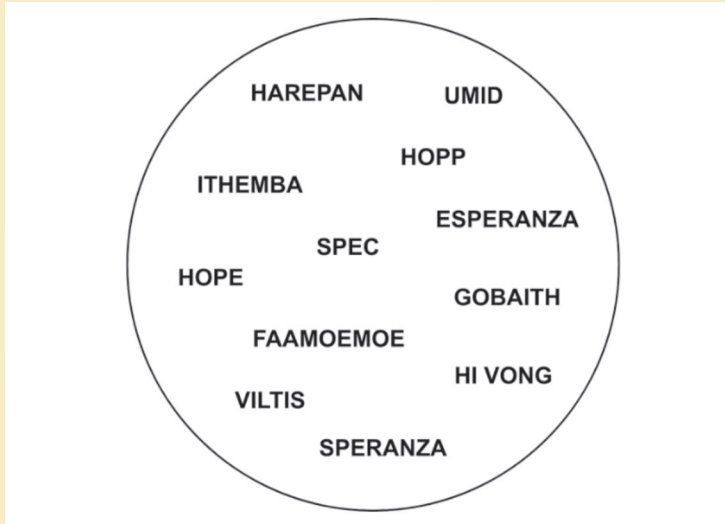 HAREPAN
UMID
HOPP
ITHEMBA
ESPERANZA
SPEC
HOPE
GOBAITH
FAAMOEMOE
HI VONG
VILTIS
SPERANZA